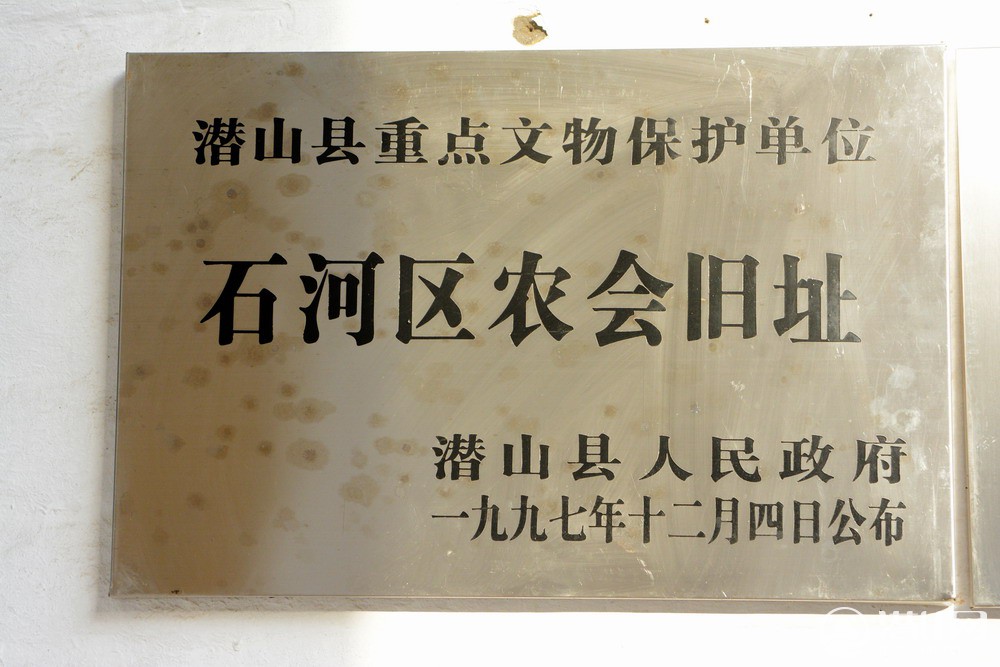 潜山县重点文物保护单位
石河区农会旧址
潜山县人民政府
一九九七年十二月四日公布